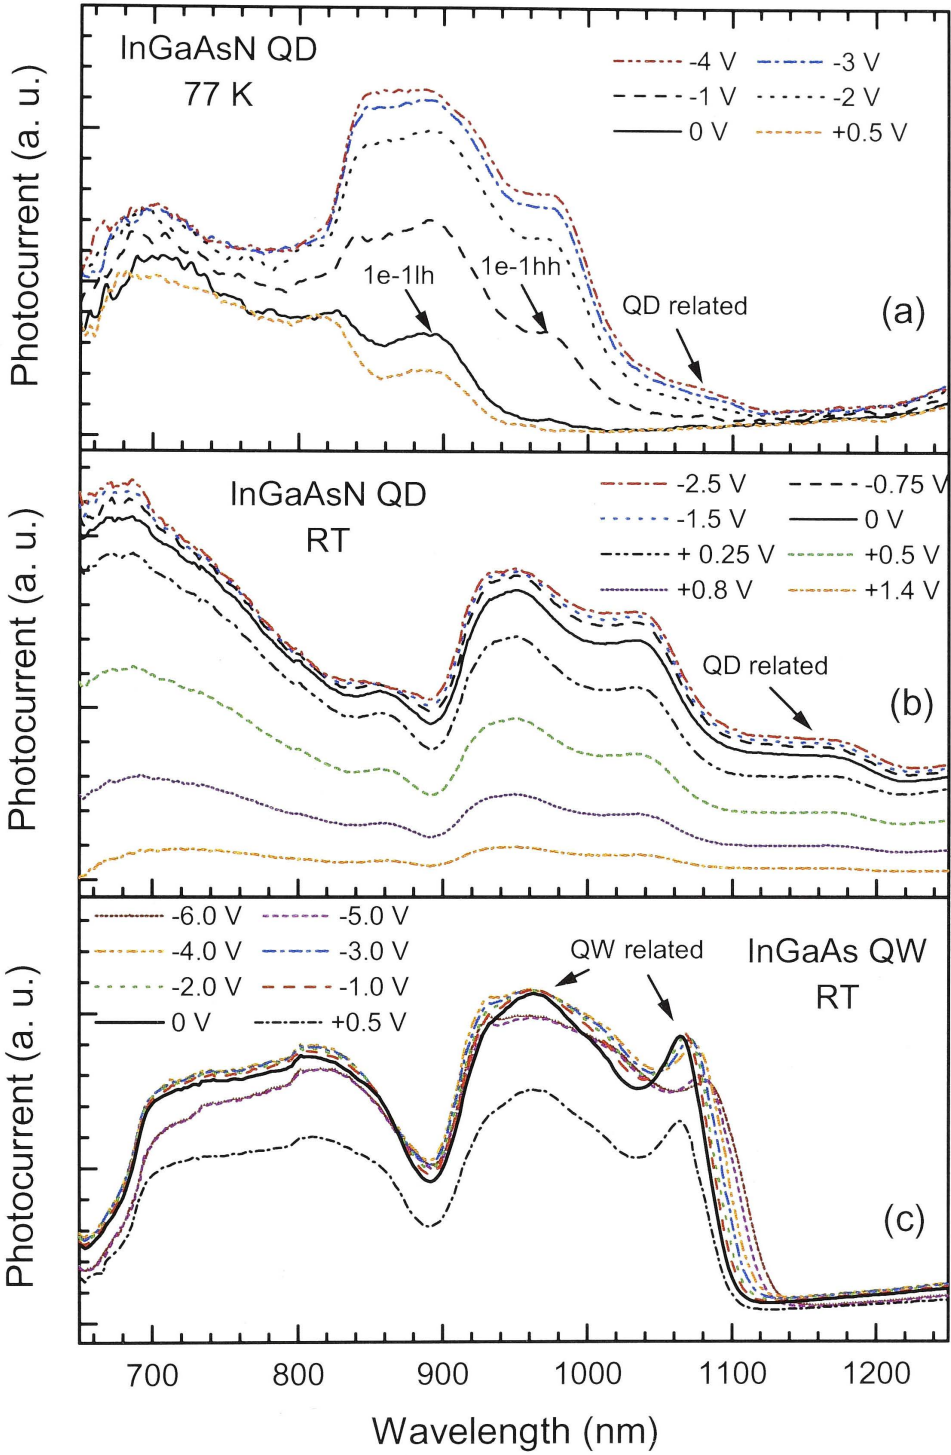 InGaAsN QD
77 K
-4 V -3 V
-1 V -2 V
0 V +0.5 V
1e-1lh
1e-1hh
QD related
(a)
Photocurrent (a. u.)
InGaAsN QD
RT
-2.5 V -0.75 V
-1.5 V 0 V
+ 0.25 V +0.5 V
+0.8 V +1.4 V
QD related
(b)
Photocurrent (a. u.)
-6.0 V -5.0 V
-4.0 V -3.0 V
-2.0 V -1.0 V
0 V +0.5 V
QW related
InGaAs QW
RT
(c)
Photocurrent (a. u.)
700 800 900 1000 1100 1200
Wavelength (nm)